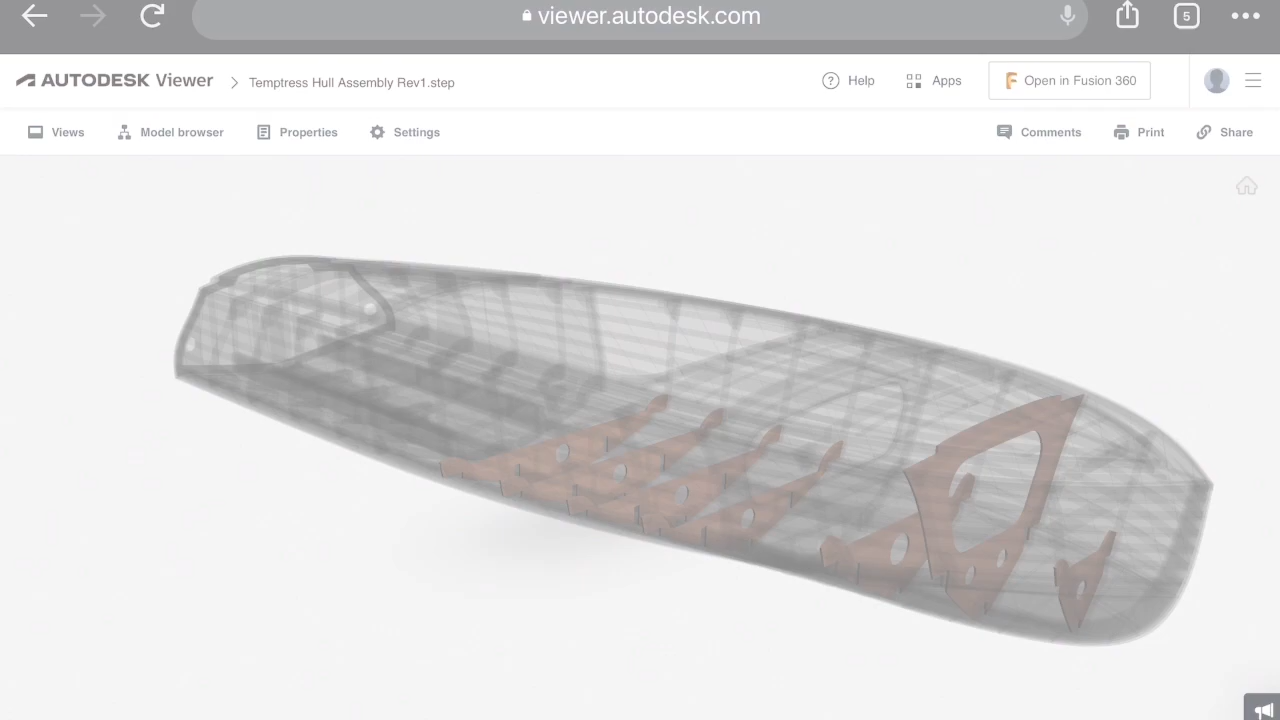 viewer.autodesk.com
5
AUTODESK Viewer
Temptress Hull Assembly Rev1.step
Help
Apps
Open in Fusion 360
Views
Model browser
Properties
Settings
Comments
Print
Share